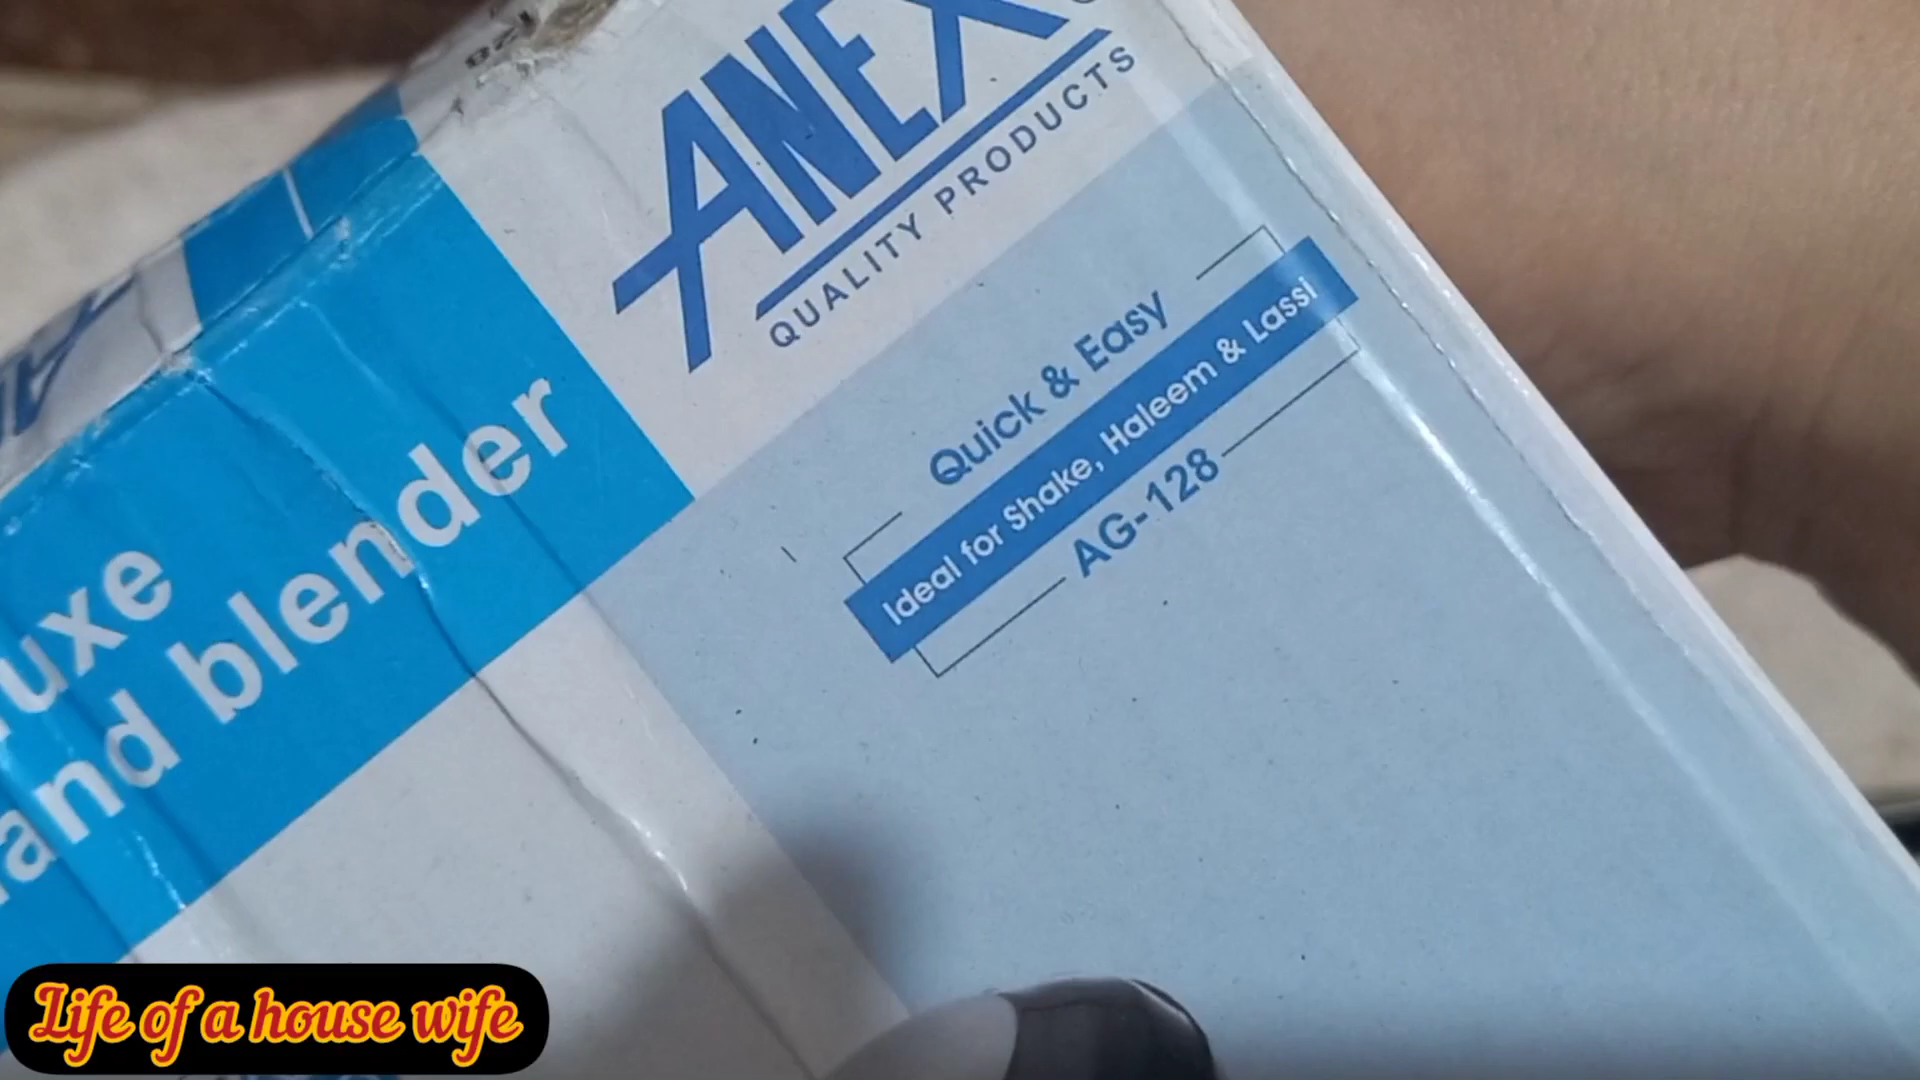 128
ANEX
QUALITY PRODUCTS
Quick & Easy
Ideal for Shake, Haleem & Lassi
AG-128
uxe
and blender
Life of a house wife